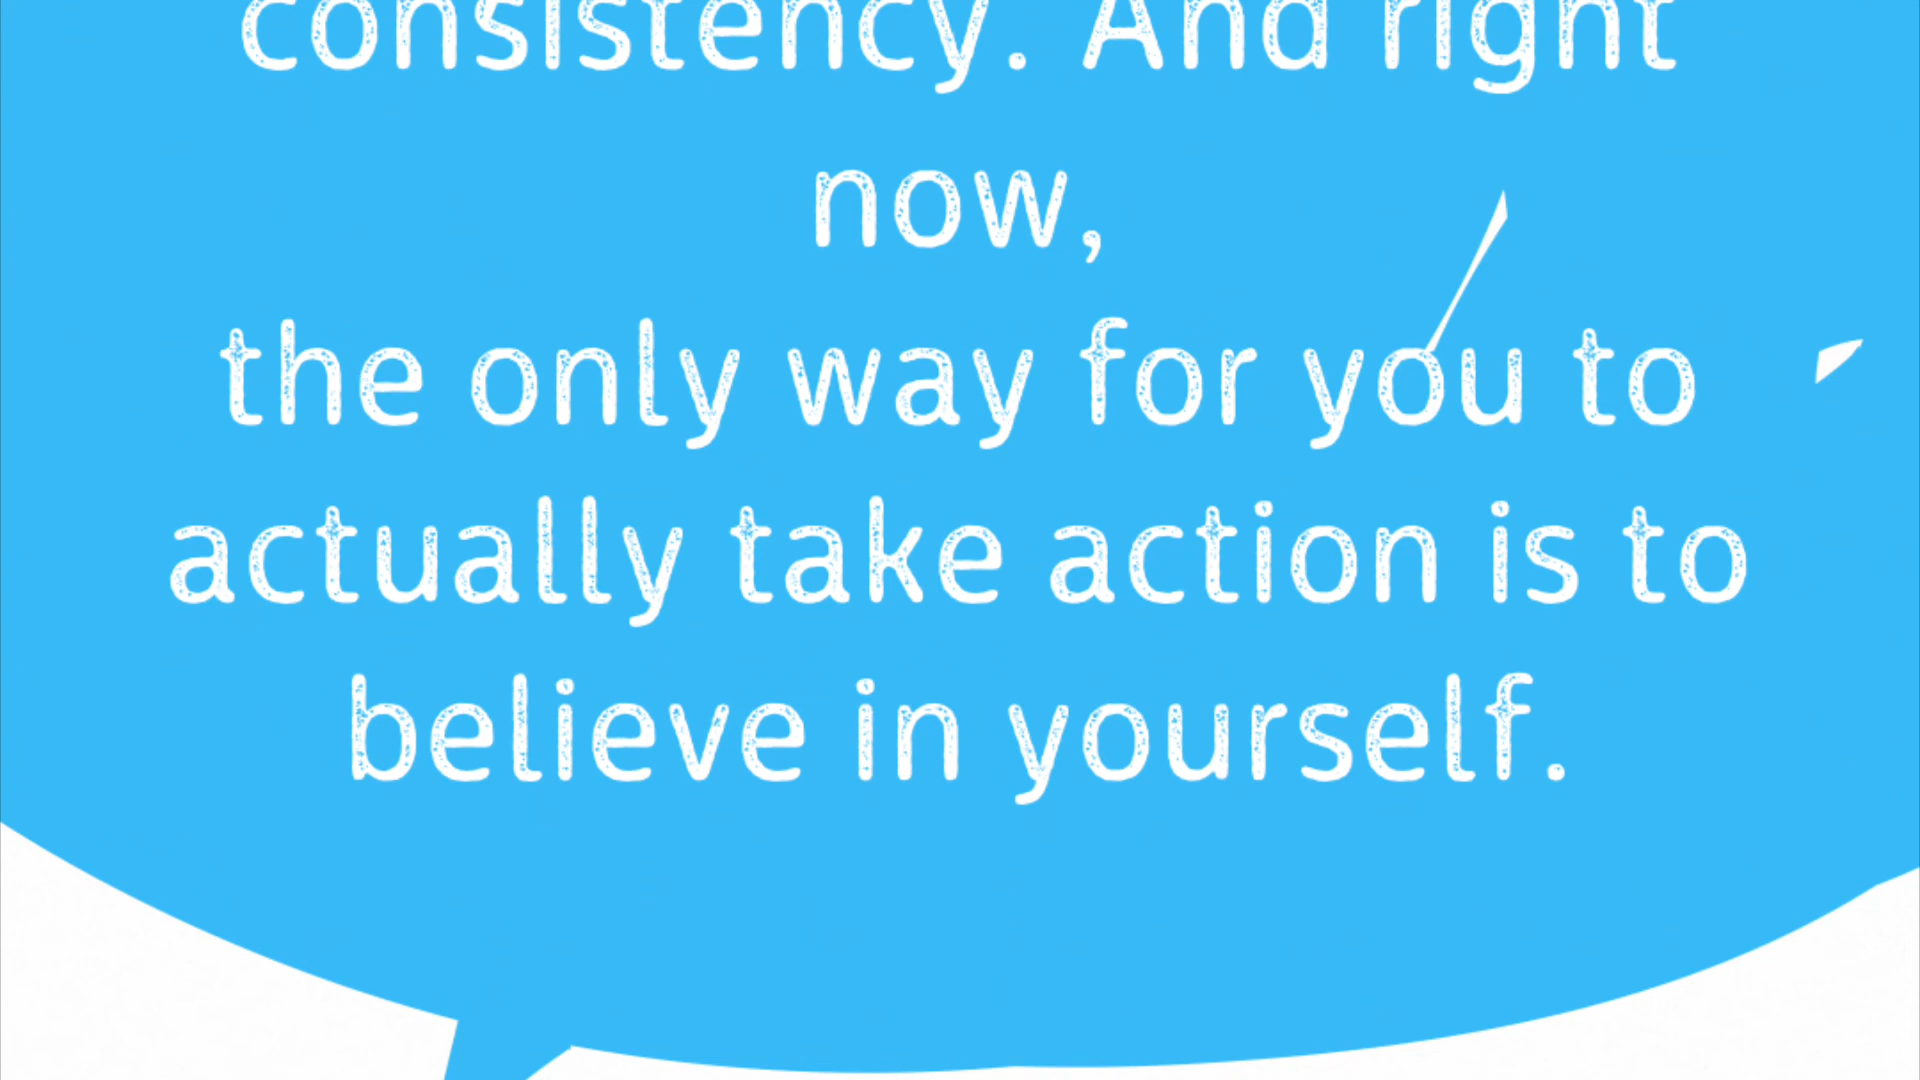 consistency. And right
now,
the only way for you to
actually take action is to
believe in yourself.